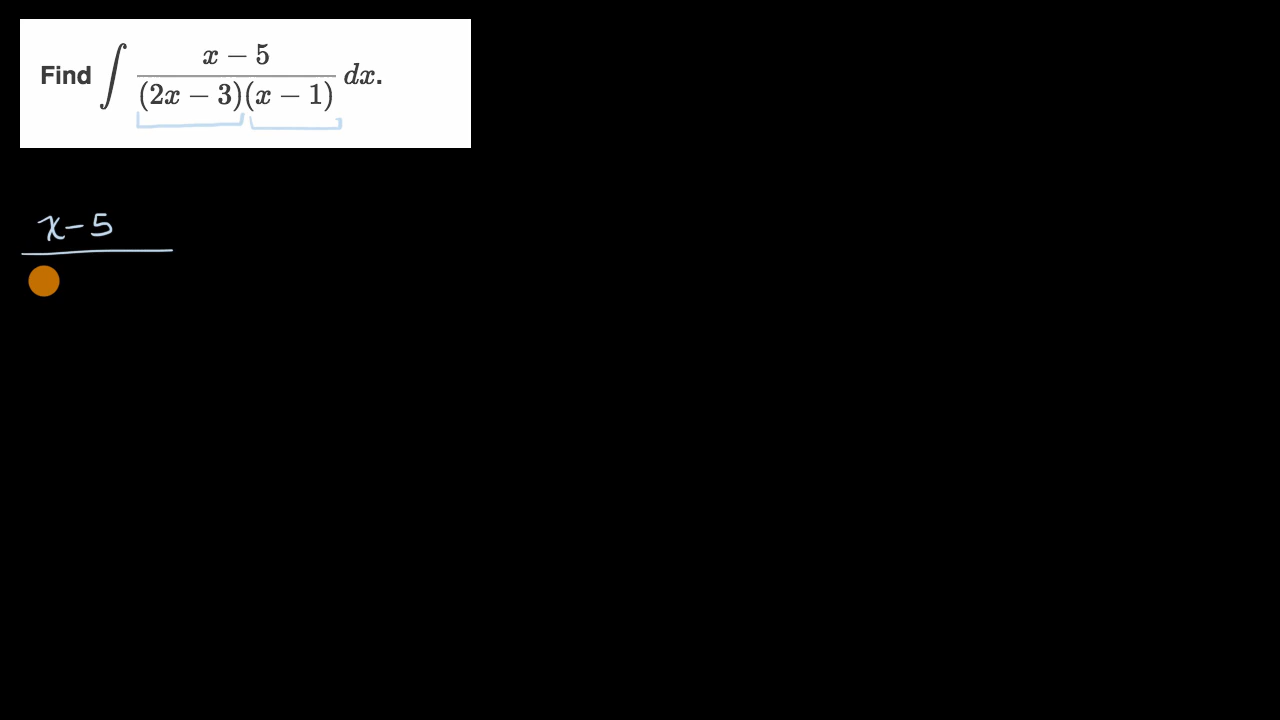 Find ∫ x − 5 / (2x − 3)(x − 1) dx.
x − 5